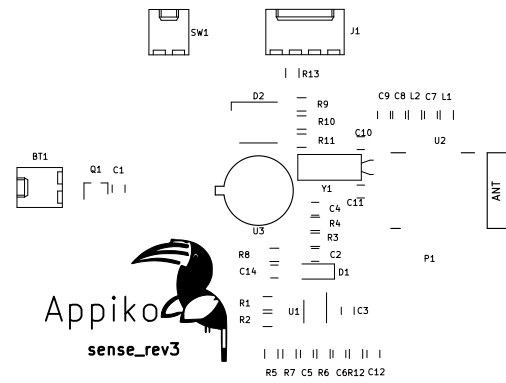 SW1
J1
R13
D2
R9
C9 C8 L2 C7 L1
R10
C10
R11
U2
BT1
Q1 C1
Y1
ANT
C11
C4
U3
R4
R3
R8
C2
P1
C14
D1
Appiko
R1
U1
C3
R2
sense_rev3
R5 R7 C5 R6 C6 R12 C12